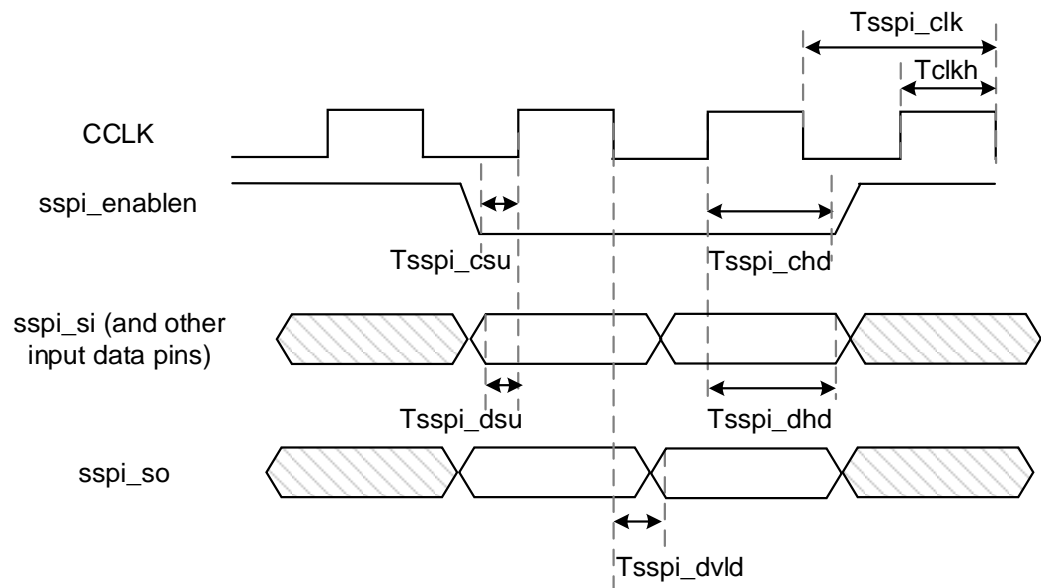 Tsspi_clk
Tclkh
CCLK
sspi_enablen
Tsspi_csu
Tsspi_chd
sspi_si (and other
input data pins)
Tsspi_dsu
Tsspi_dhd
sspi_so
Tsspi_dvld